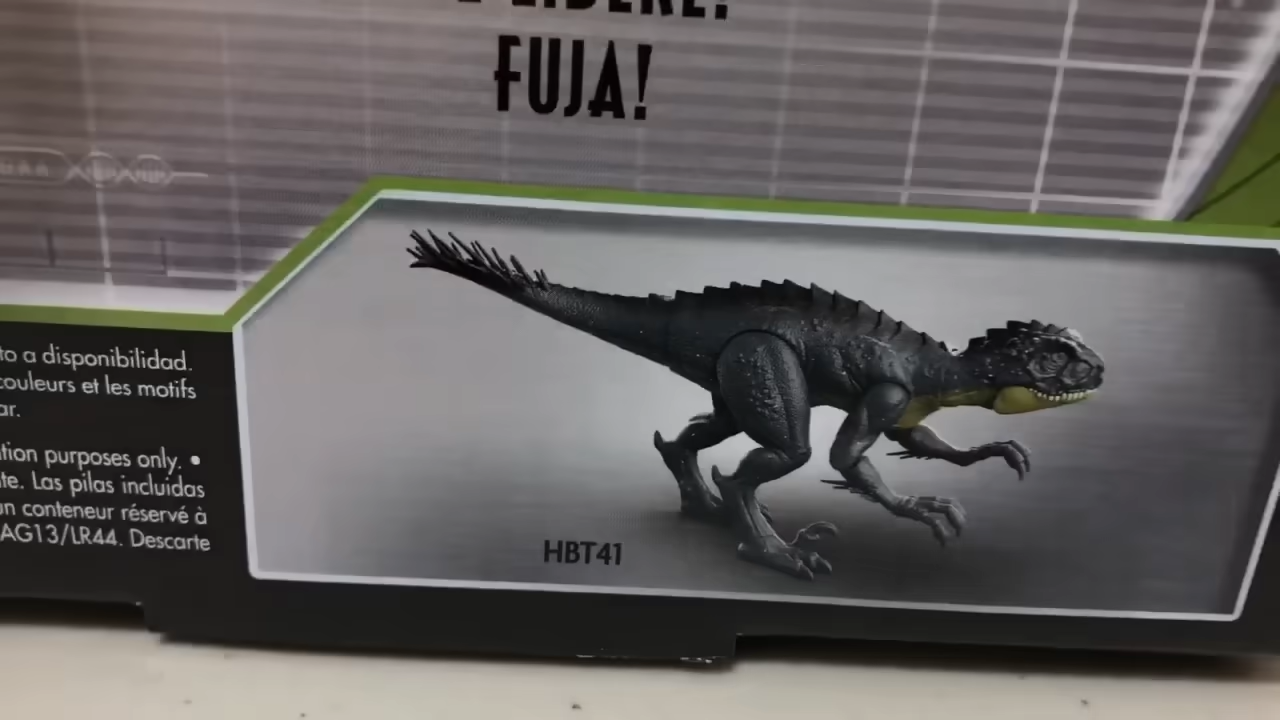 FUJA!
to a disponibilidad.
couleurs et les motifs
ar.
tion purposes only. •
te. Las pilas incluidas
un conteneur réservé à
AG13/LR44. Descarte
HBT41